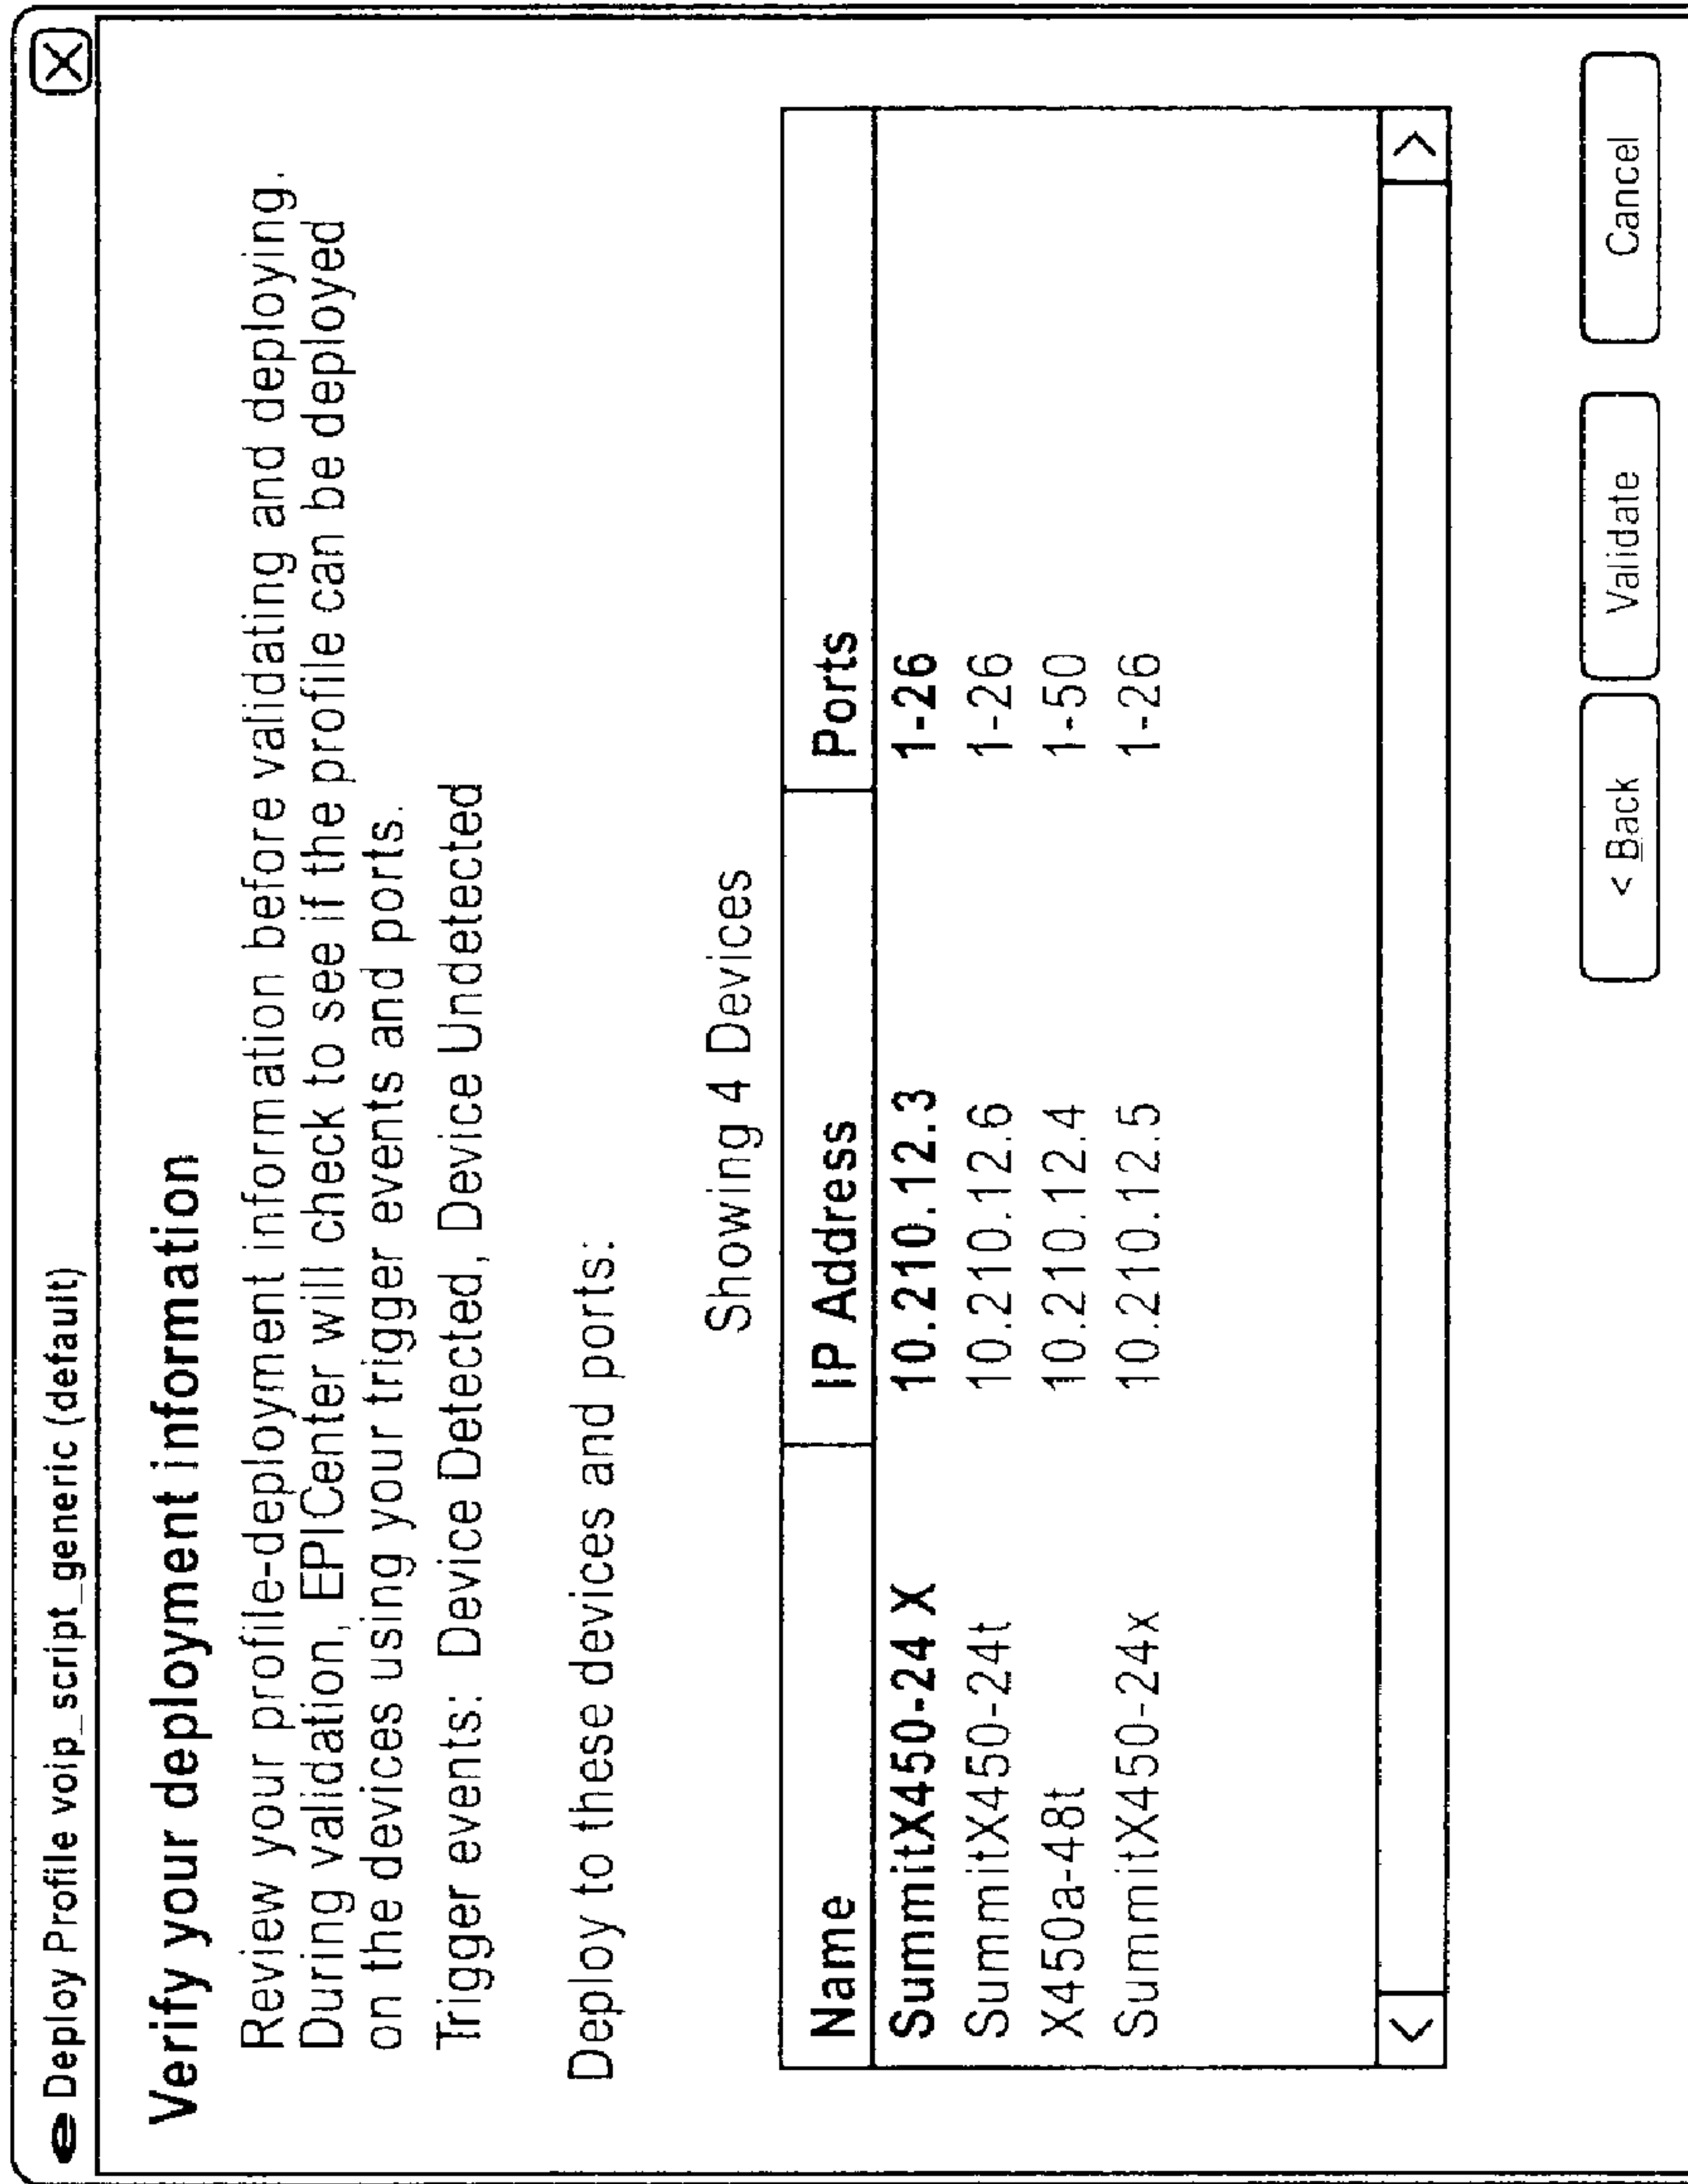 Deploy Profile voip_script_generic (default)
X
Verify your deployment information
Review your profile-deployment information before validating and deploying.
During validation, EPICenter will check to see if the profile can be deployed
on the devices using your trigger events and ports.
Trigger events: Device Detected, Device Undetected
Deploy to these devices and ports:
Showing 4 Devices
Name IP Address Ports
SummitX450-24 X 10.210.12.3 1-26
SummitX450-24t 10.210.12.6 1-26
X450a-48t 10.210.12.4 1-50
SummitX450-24x 10.210.12.5 1-26
< >
< Back Validate Cancel